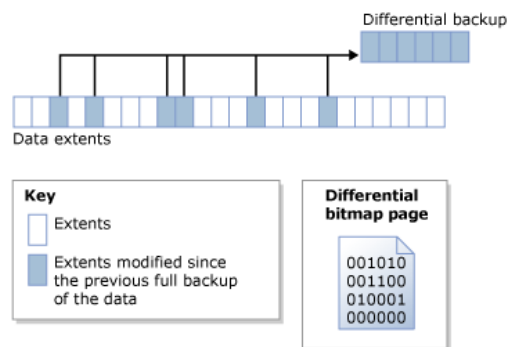 Differential backup
Data extents
Key
Extents
Extents modified since
the previous full backup
of the data
Differential
bitmap page
001010
001100
010001
000000